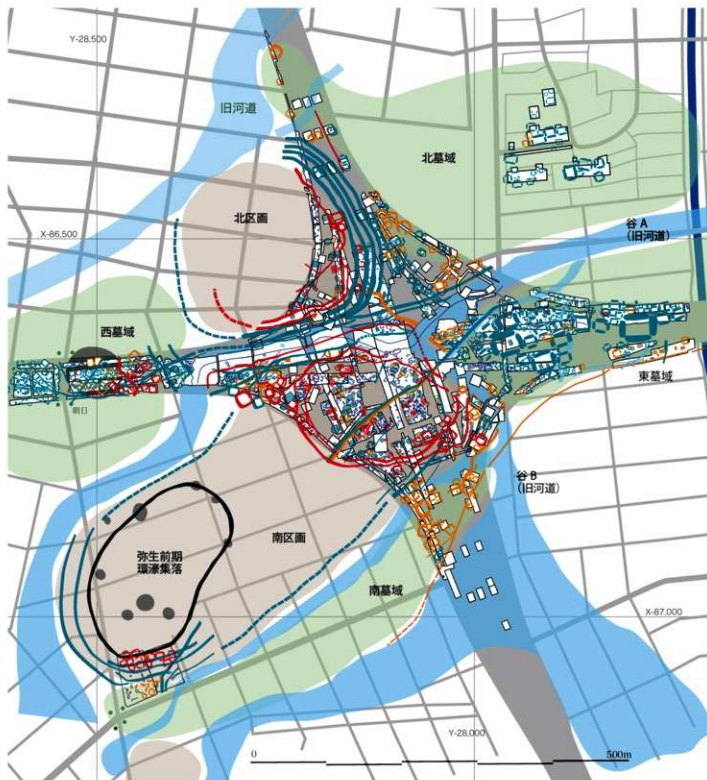 Y-28,500
旧河道
北墓域
北区画
X-86,500
谷A
(旧河道)
西墓域
東墓域
朝日
谷B
(旧河道)
弥生前期
環濠集落
南区画
南墓域
X-87,000
Y-28,000
0
500m